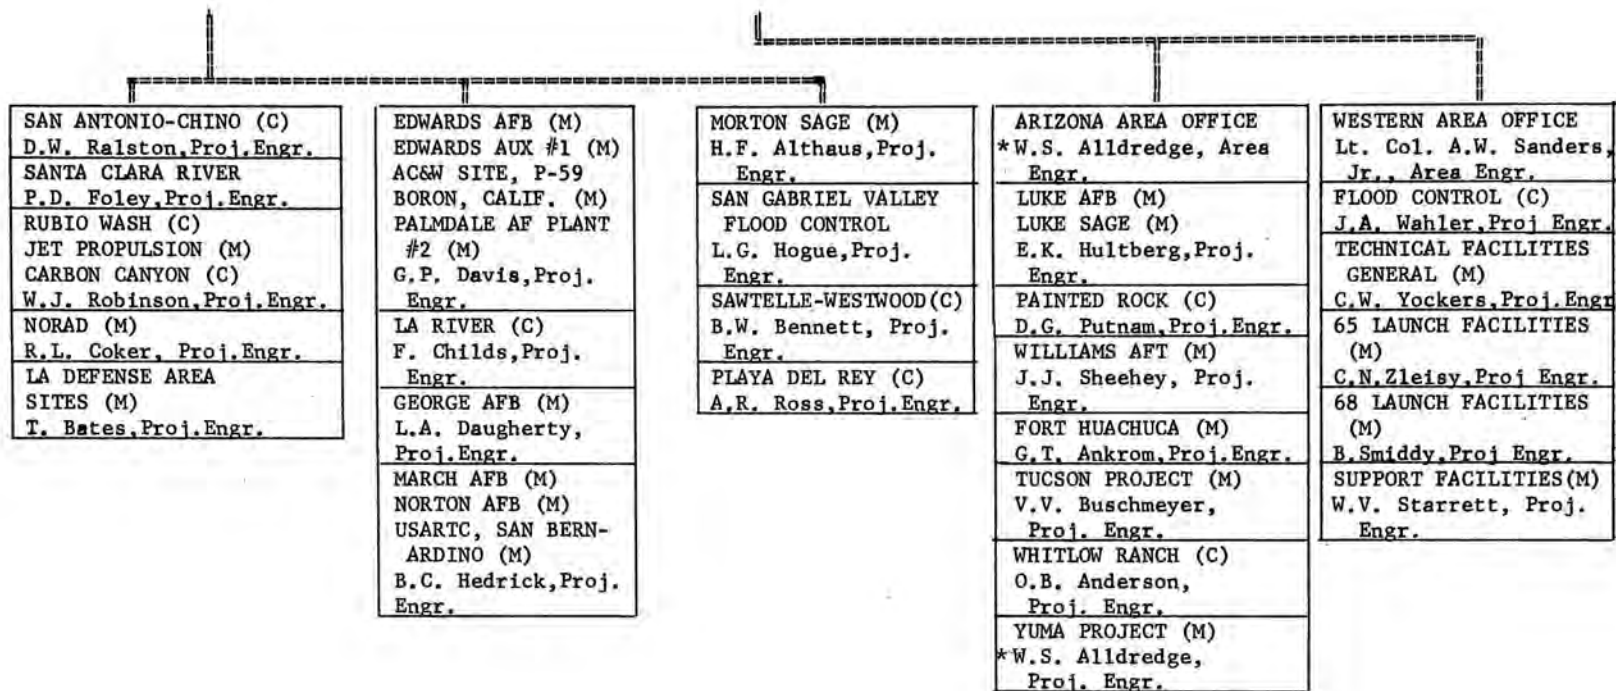 SAN ANTONIO-CHINO (C)
D.W. Ralston,Proj.Engr.
SANTA CLARA RIVER
P.D. Foley,Proj.Engr.
RUBIO WASH (C)
JET PROPULSION (M)
CARBON CANYON (C)
W.J. Robinson,Proj.Engr.
NORAD (M)
R.L. Coker, Proj.Engr.
LA DEFENSE AREA
SITES (M)
T. Bates,Proj.Engr.
EDWARDS AFB (M)
EDWARDS AUX #1 (M)
AC&W SITE, P-59
BORON, CALIF. (M)
PALMDALE AF PLANT
#2 (M)
G.P. Davis,Proj.
Engr.
LA RIVER (C)
F. Childs,Proj.
Engr.
GEORGE AFB (M)
L.A. Daugherty,
Proj.Engr.
MARCH AFB (M)
NORTON AFB (M)
USARTC, SAN BERN-
ARDINO (M)
B.C. Hedrick,Proj.
Engr.
MORTON SAGE (M)
H.F. Althaus,Proj.
Engr.
SAN GABRIEL VALLEY
FLOOD CONTROL
L.G. Hogue,Proj.
Engr.
SAWTELLE-WESTWOOD(C)
B.W. Bennett, Proj.
Engr.
PLAYA DEL REY (C)
A.R. Ross,Proj.Engr.
ARIZONA AREA OFFICE
*W.S. Alldredge, Area
Engr.
LUKE AFB (M)
LUKE SAGE (M)
E.K. Hultberg,Proj.
Engr.
PAINTED ROCK (C)
D.G. Putnam,Proj.Engr.
WILLIAMS AFT (M)
J.J. Sheehey, Proj.
Engr.
FORT HUACHUCA (M)
G.T. Ankrom,Proj.Engr.
TUCSON PROJECT (M)
V.V. Buschmeyer,
Proj. Engr.
WHITLOW RANCH (C)
O.B. Anderson,
Proj. Engr.
YUMA PROJECT (M)
*W.S. Alldredge,
Proj. Engr.
WESTERN AREA OFFICE
Lt. Col. A.W. Sanders,
Jr., Area Engr.
FLOOD CONTROL (C)
J.A. Wahler,Proj Engr.
TECHNICAL FACILITIES
GENERAL (M)
C.W. Yockers,Proj.Engr
65 LAUNCH FACILITIES
(M)
C.N.Zleisy,Proj Engr.
68 LAUNCH FACILITIES
(M)
B.Smiddy,Proj Engr.
SUPPORT FACILITIES(M)
W.V. Starrett, Proj.
Engr.